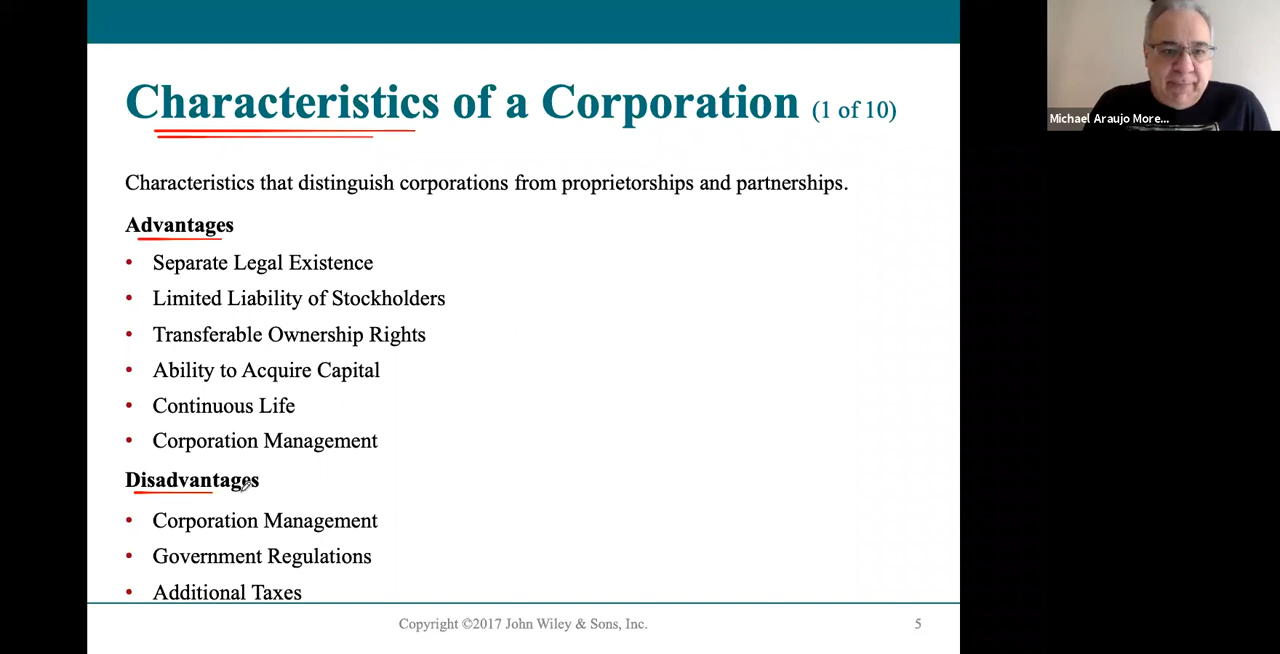 Characteristics of a Corporation (1 of 10)
Michael Araujo More...
Characteristics that distinguish corporations from proprietorships and partnerships.
Advantages
• Separate Legal Existence
• Limited Liability of Stockholders
• Transferable Ownership Rights
• Ability to Acquire Capital
• Continuous Life
• Corporation Management
Disadvantages
• Corporation Management
• Government Regulations
• Additional Taxes
Copyright ©2017 John Wiley & Sons, Inc.
5